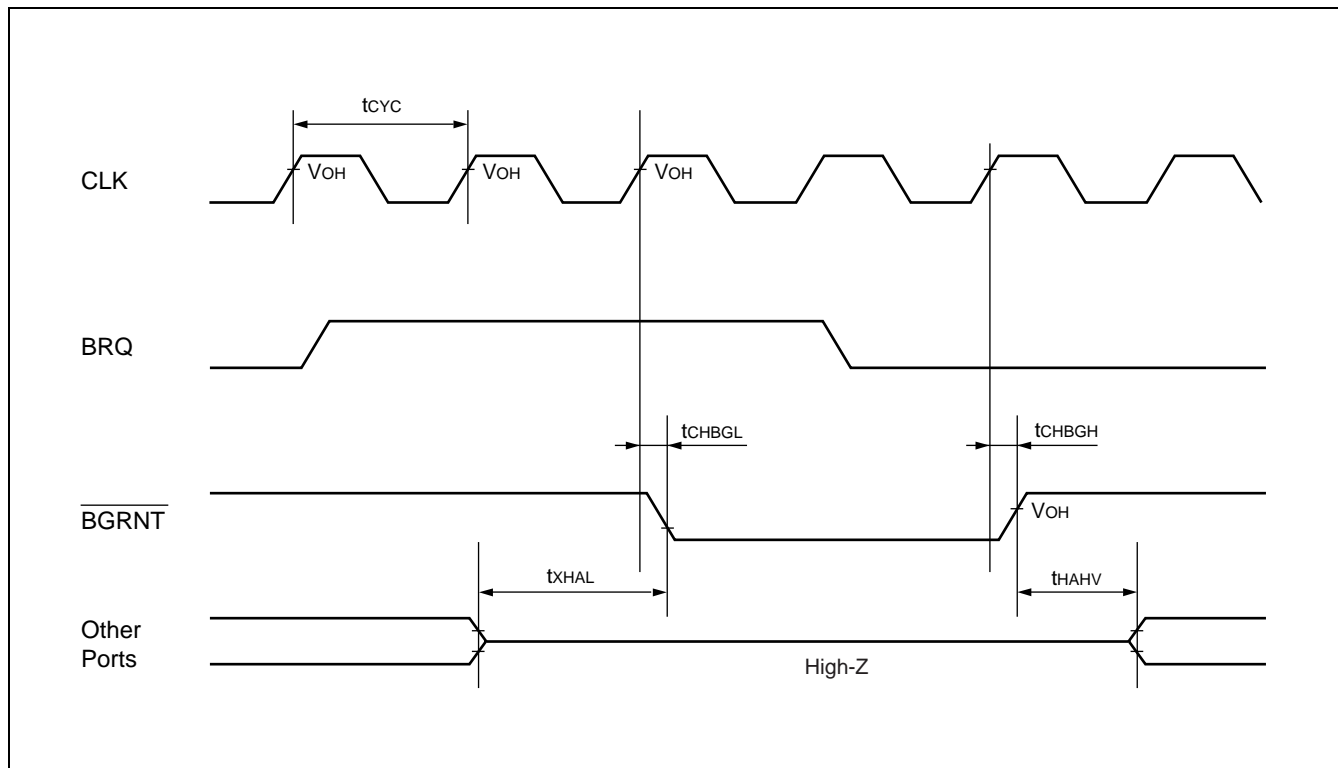 tCYC
CLK
VOH
VOH
VOH
BRQ
tCHBGL
tCHBGH
BGRNT
VOH
tXHAL
tHAHV
Other
Ports
High-Z